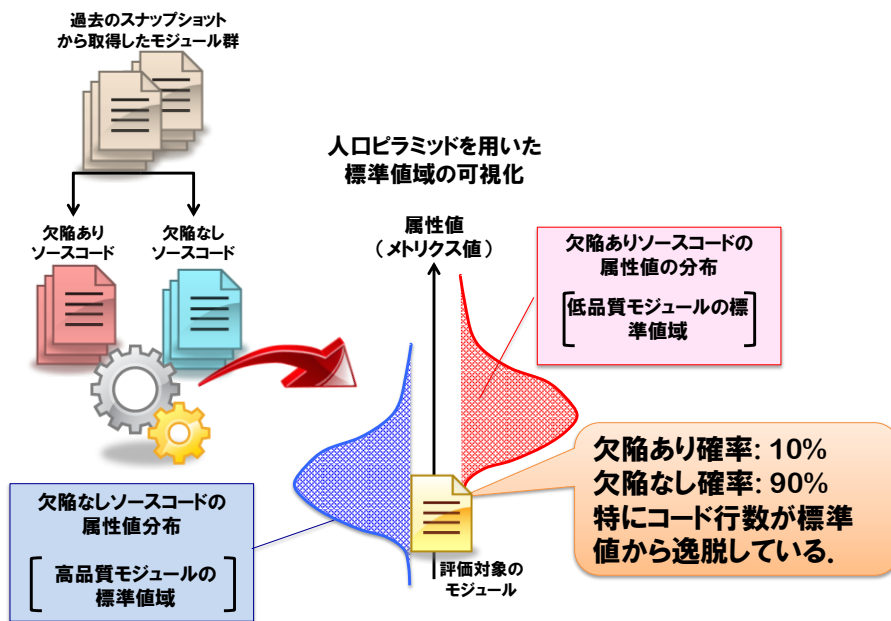 過去のスナップショット
から取得したモジュール群
欠陥あり
ソースコード
欠陥なし
ソースコード
人口ピラミッドを用いた
標準値域の可視化
属性値
（メトリクス値）
欠陥ありソースコードの
属性値の分布
低品質モジュールの標
準値域
欠陥あり確率: 10%
欠陥なし確率: 90%
特にコード行数が標準
値から逸脱している.
欠陥なしソースコードの
属性値分布
高品質モジュールの
標準値域
評価対象の
モジュール